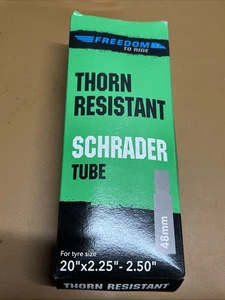 FREEDOM
TO RIDE
THORN
RESISTANT
SCHRADER
TUBE
48mm
For tyre size
20"x2.25"- 2.50"
THORN RESISTANT